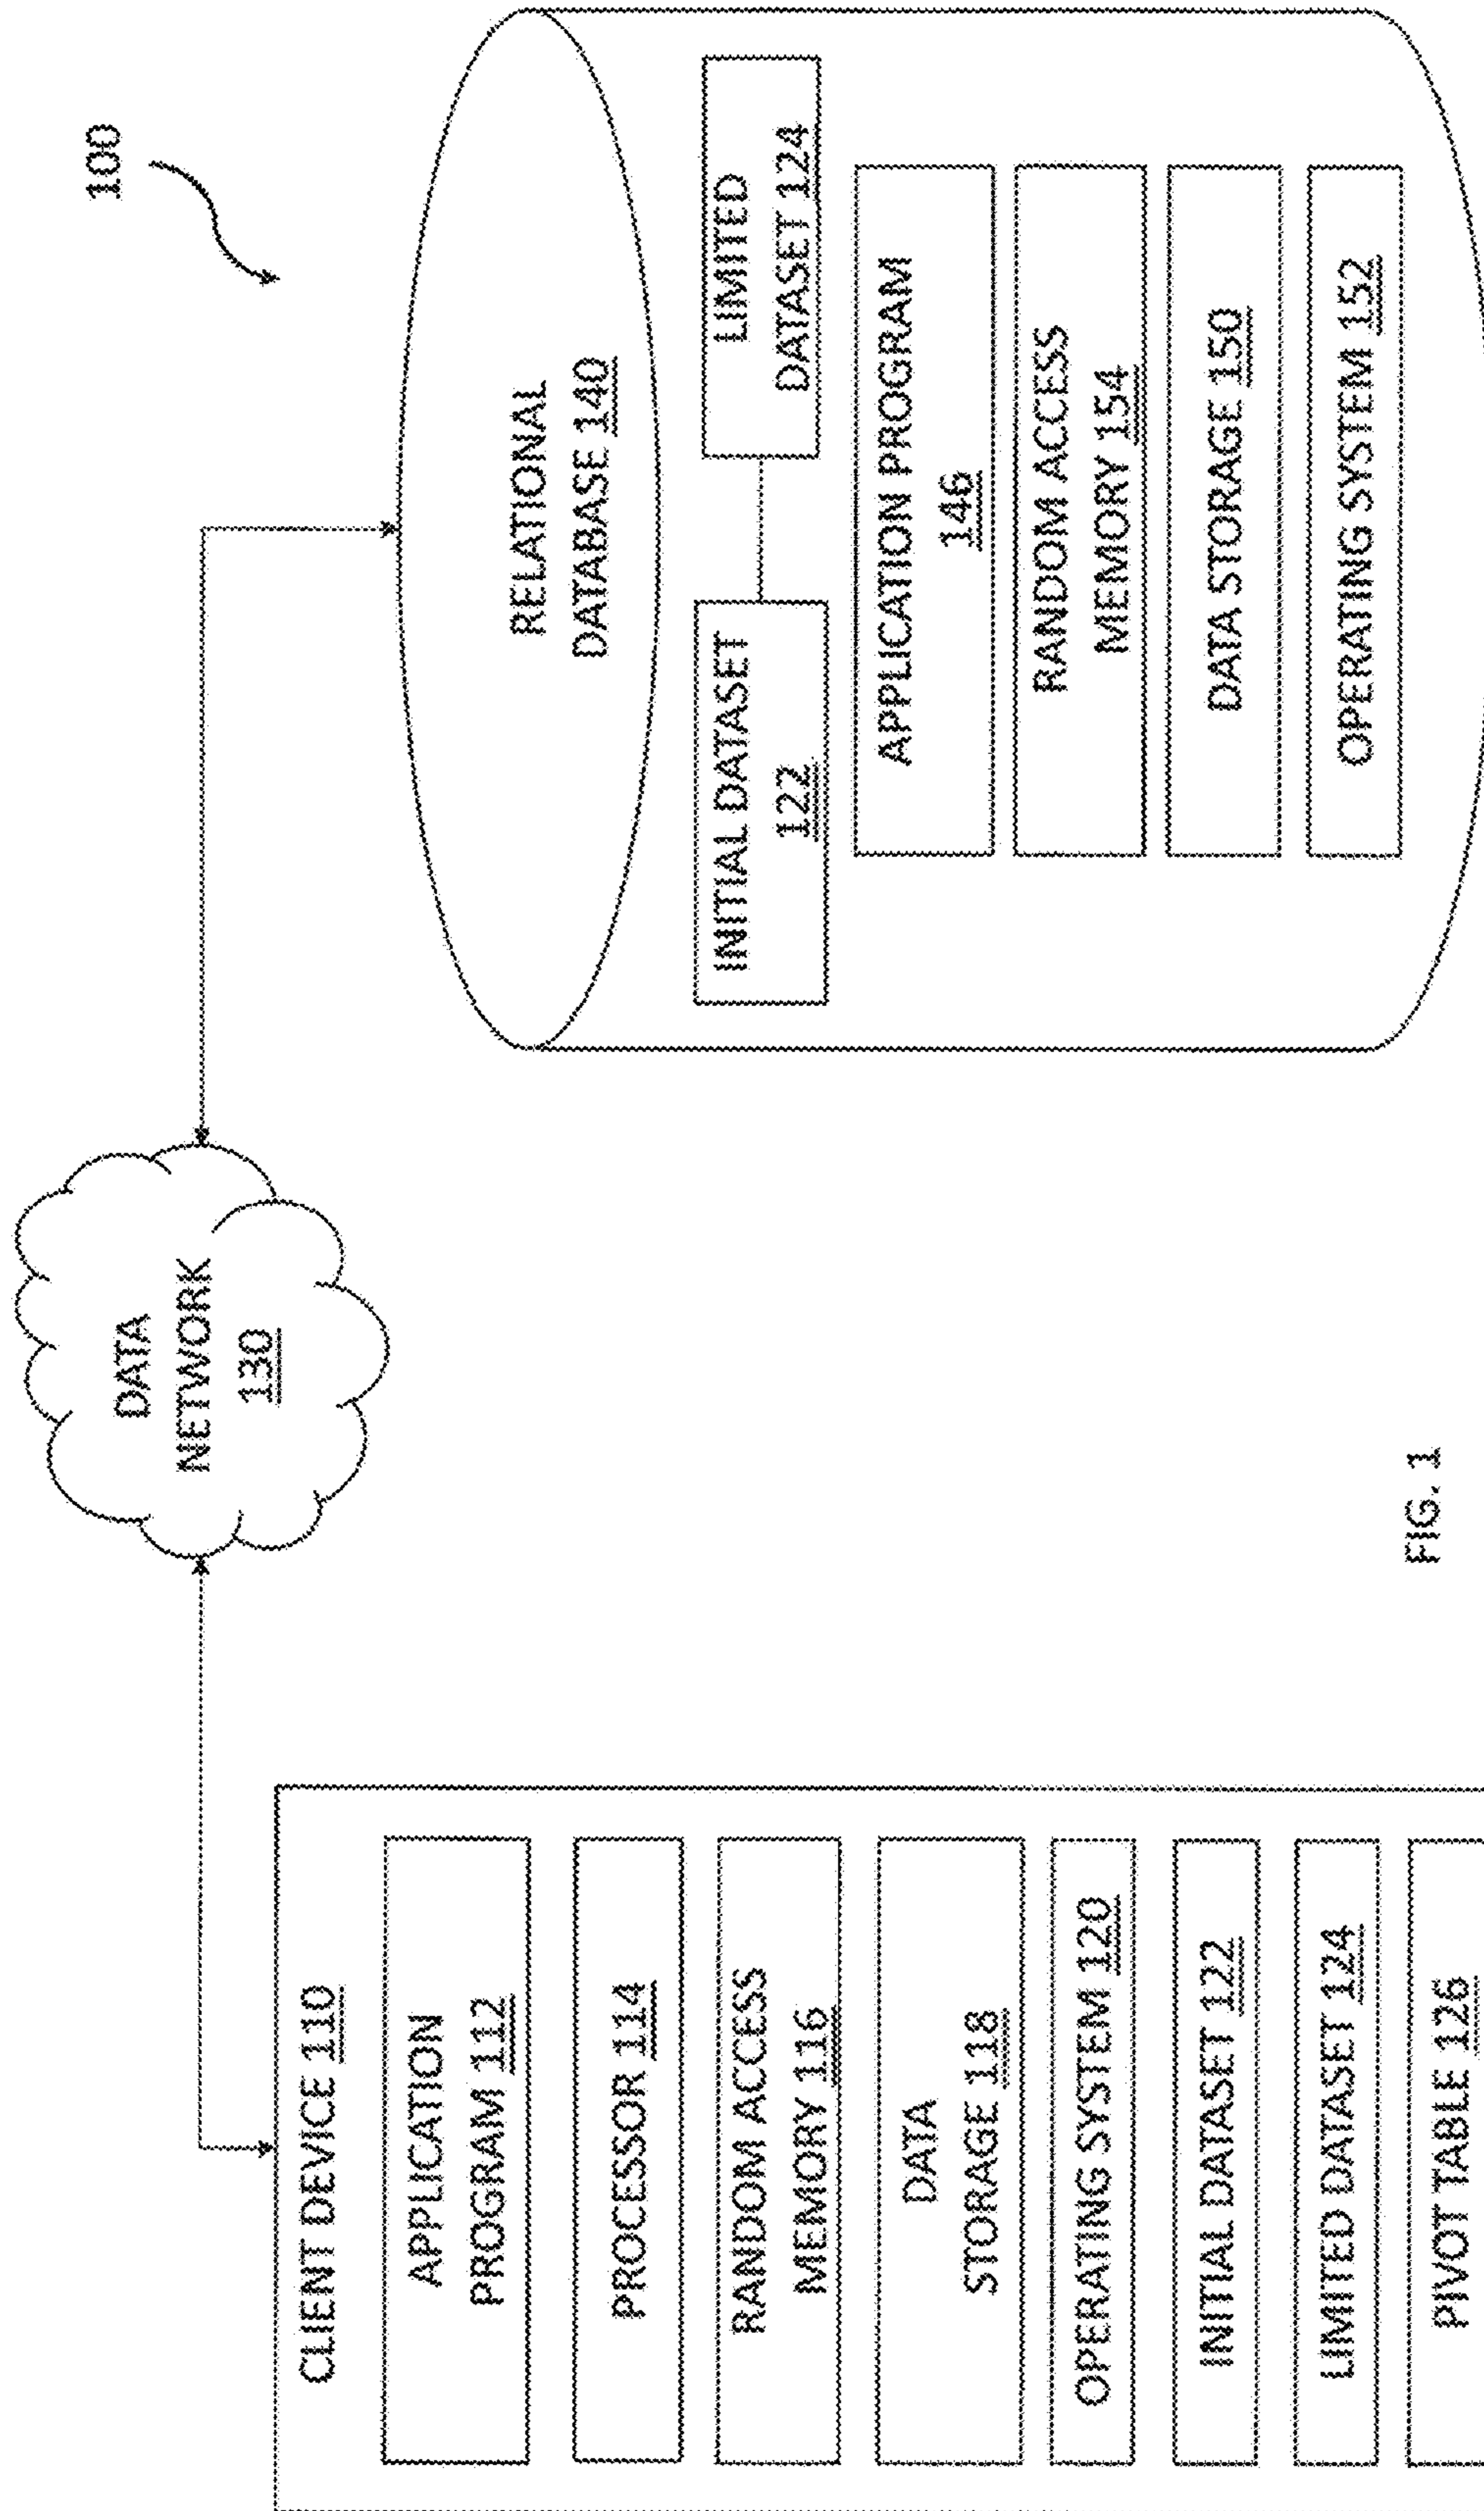 100
DATA
NETWORK
130
CLIENT DEVICE 110
APPLICATION
PROGRAM 112
PROCESSOR 114
RANDOM ACCESS
MEMORY 116
DATA
STORAGE 118
OPERATING SYSTEM 120
INITIAL DATASET 122
LIMITED DATASET 124
PIVOT TABLE 126
RELATIONAL
DATABASE 140
INITIAL DATASET
122
LIMITED
DATASET 124
APPLICATION PROGRAM
146
RANDOM ACCESS
MEMORY 154
DATA STORAGE 150
OPERATING SYSTEM 152
FIG. 1